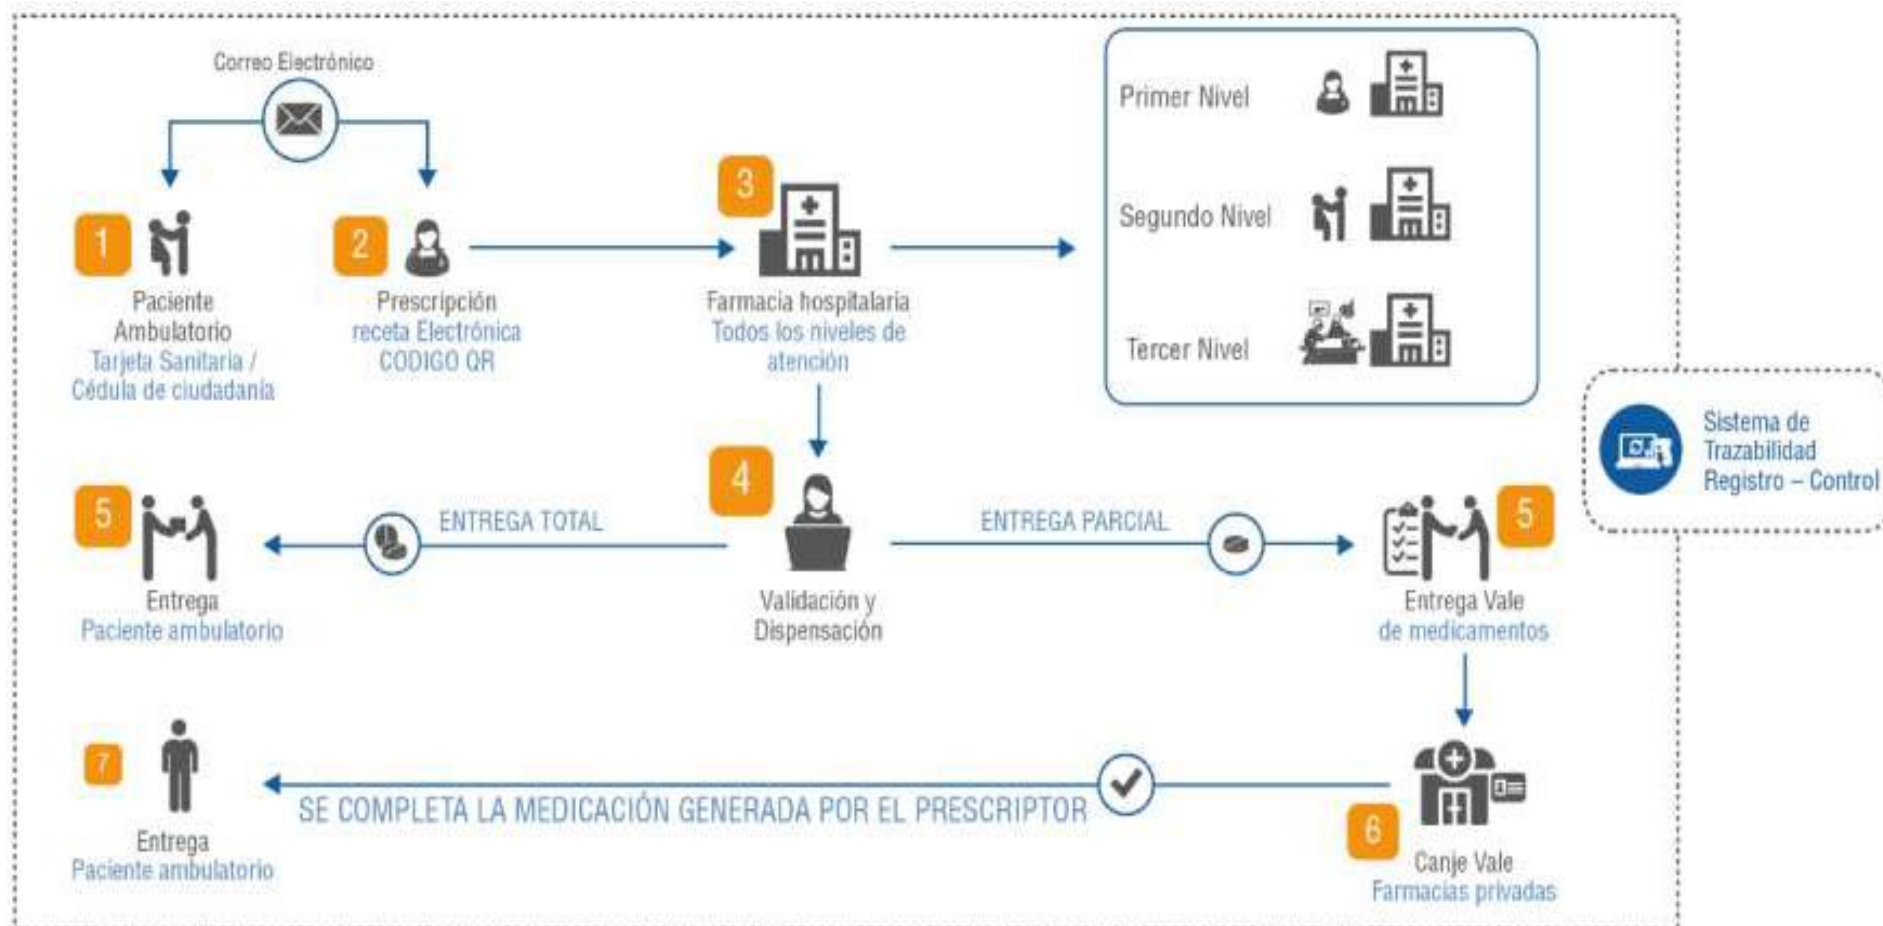 Correo Electrónico
1
Paciente
Ambulatorio
Tarjeta Sanitaria /
Cédula de ciudadanía
2
Prescripción
receta Electrónica
CODIGO QR
3
Farmacia hospitalaria
Todos los niveles de
atención
Primer Nivel
Segundo Nivel
Tercer Nivel
Sistema de
Trazabilidad
Registro – Control
4
Validación y
Dispensación
ENTREGA TOTAL
5
Entrega
Paciente ambulatorio
ENTREGA PARCIAL
5
Entrega Vale
de medicamentos
6
Canje Vale
Farmacias privadas
SE COMPLETA LA MEDICACIÓN GENERADA POR EL PRESCRIPTOR
7
Entrega
Paciente ambulatorio